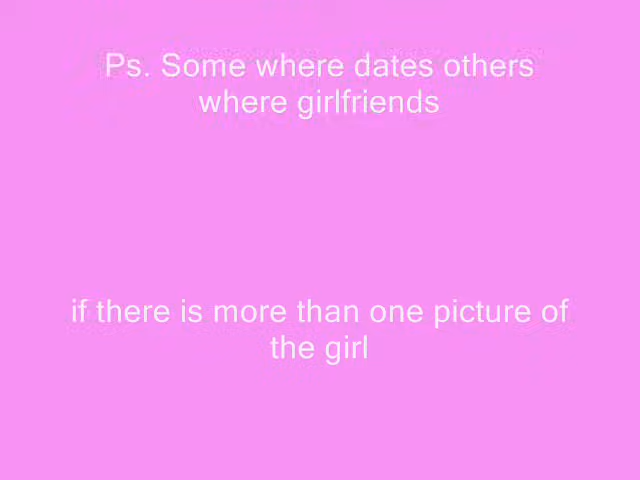 Ps. Some where dates others
where girlfriends
if there is more than one picture of
the girl